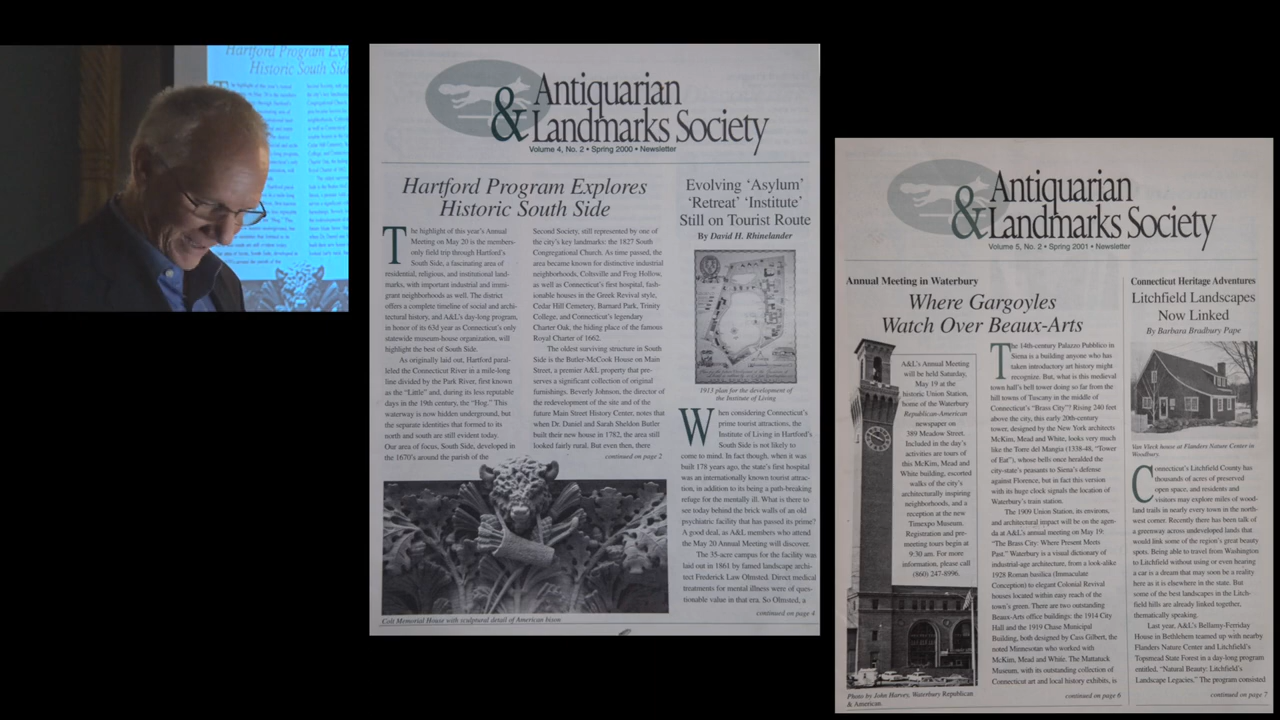 Hartford Program Exp
Historic South Sid
Antiquarian
& Landmarks Society
Volume 4, No. 2 • Spring 2000 • Newsletter
Hartford Program Explores
Historic South Side
The highlight of this year's Annual
Meeting on May 20 is the members-
only field trip through Hartford's
South Side, a fascinating area of
residential, religious, and institutional land-
marks, with important industrial and immi-
grant neighborhoods as well. The district
offers a complete timeline of social and archi-
tectural history, and A&L's day-long program,
in honor of its 63d year as Connecticut's only
statewide museum-house organization, will
highlight the best of South Side.
As originally laid out, Hartford paral-
leled the Connecticut River in a mile-long
line divided by the Park River, first known
as the "Little" and, during its less reputable
days in the 19th century, the "Hog." This
waterway is now hidden underground, but
the separate identities that formed to its
north and south are still evident today.
Our area of focus, South Side, developed in
the 1670's around the parish of the
Second Society, still represented by one of
the city's key landmarks: the 1827 South
Congregational Church. As time passed, the
area became known for distinctive industrial
neighborhoods, Coltsville and Frog Hollow,
as well as Connecticut's first hospital, fash-
ionable houses in the Greek Revival style,
Cedar Hill Cemetery, Barnard Park, Trinity
College, and Connecticut's legendary
Charter Oak, the hiding place of the famous
Royal Charter of 1662.
The oldest surviving structure in South
Side is the Butler-McCook House on Main
Street, a premier A&L property that pre-
serves a significant collection of original
furnishings. Beverly Johnson, the director of
the redevelopment of the site and of the
future Main Street History Center, notes that
when Dr. Daniel and Sarah Sheldon Butler
built their new house in 1782, the area still
looked fairly rural. But even then, there
continued on page 2
Colt Memorial House with sculptural detail of American bison
Evolving 'Asylum'
'Retreat' 'Institute'
Still on Tourist Route
By David H. Rhinelander
1913 plan for the development of
the Institute of Living
When considering Connecticut's
prime tourist attractions, the
Institute of Living in Hartford's
South Side is not likely to
come to mind. In fact though, when it was
built 178 years ago, the state's first hospital
was an internationally known tourist attrac-
tion, in addition to its being a path-breaking
refuge for the mentally ill. What is there to
see today behind the brick walls of an old
psychiatric facility that has passed its prime?
A good deal, as A&L members who attend
the May 20 Annual Meeting will discover.
The 35-acre campus for the facility was
laid out in 1861 by famed landscape archi-
tect Frederick Law Olmsted. Direct medical
treatments for mental illness were of ques-
tionable value in that era. So Olmsted, a
continued on page 4
Antiquarian
& Landmarks Society
Volume 5, No. 2 • Spring 2001 • Newsletter
Annual Meeting in Waterbury
Where Gargoyles
Watch Over Beaux-Arts
A&L's Annual Meeting
will be held Saturday,
May 19 at the
historic Union Station,
home of the Waterbury
Republican-American
newspaper on
389 Meadow Street.
Included in the day's
activities are tours of
this McKim, Mead and
White building, escorted
walks of the city's
architecturally inspiring
neighborhoods, and a
reception at the new
Timexpo Museum.
Registration and pre-
meeting tours begin at
9:30 am. For more
information, please call
(860) 247-8996.
Photo by John Harvey, Waterbury Republican
& American.
The 14th-century Palazzo Pubblico in
Siena is a building anyone who has
taken introductory art history might
recognize. But, what is this medieval
town hall's bell tower doing so far from the
hill towns of Tuscany in the middle of
Connecticut's "Brass City"? Rising 240 feet
above the city, this early 20th-century
tower, designed by the New York architects
McKim, Mead and White, looks very much
like the Torre del Mangia (1338-48, "Tower
of Eat"), whose bells once heralded the
city-state's peasants to Siena's defense
against Florence, but in this version
with its huge clock signals the location of
Waterbury's train station.
The 1909 Union Station, its environs,
and architectural impact will be on the agen-
da at A&L's annual meeting on May 19:
"The Brass City: Where Present Meets
Past." Waterbury is a visual dictionary of
industrial-age architecture, from a look-alike
1928 Roman basilica (Immaculate
Conception) to elegant Colonial Revival
houses located within easy reach of the
town's green. There are two outstanding
Beaux-Arts office buildings: the 1914 City
Hall and the 1919 Chase Municipal
Building, both designed by Cass Gilbert, the
noted Minnesotan who worked with
McKim, Mead and White. The Mattatuck
Museum, with its outstanding collection of
Connecticut art and local history exhibits, is
continued on page 6
Connecticut Heritage Adventures
Litchfield Landscapes
Now Linked
By Barbara Bradbury Pape
Van Vleck house at Flanders Nature Center in
Woodbury.
Connecticut's Litchfield County has
thousands of acres of preserved
open space, and residents and
visitors may explore miles of wood-
land trails in nearly every town in the north-
west corner. Recently there has been talk of
a greenway across undeveloped lands that
would link some of the region's great beauty
spots. Being able to travel from Washington
to Litchfield without using or even hearing
a car is a dream that may soon be a reality
here as it is elsewhere in the state. But
some of the best landscapes in the Litch-
field hills are already linked together,
thematically speaking.
Last year, A&L's Bellamy-Ferriday
House in Bethlehem teamed up with nearby
Flanders Nature Center and Litchfield's
Topsmead State Forest in a day-long program
entitled, "Natural Beauty: Litchfield's
Landscape Legacies." The program consisted
continued on page 7